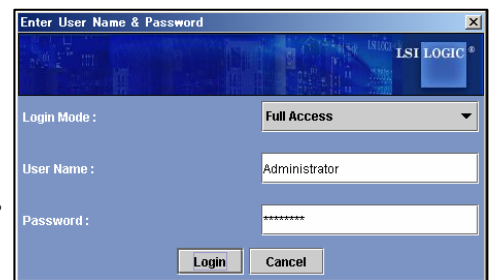 Enter User Name & Password
LSI LOGIC ®
Login Mode : Full Access
User Name : Administrator
Password : ********
Login Cancel